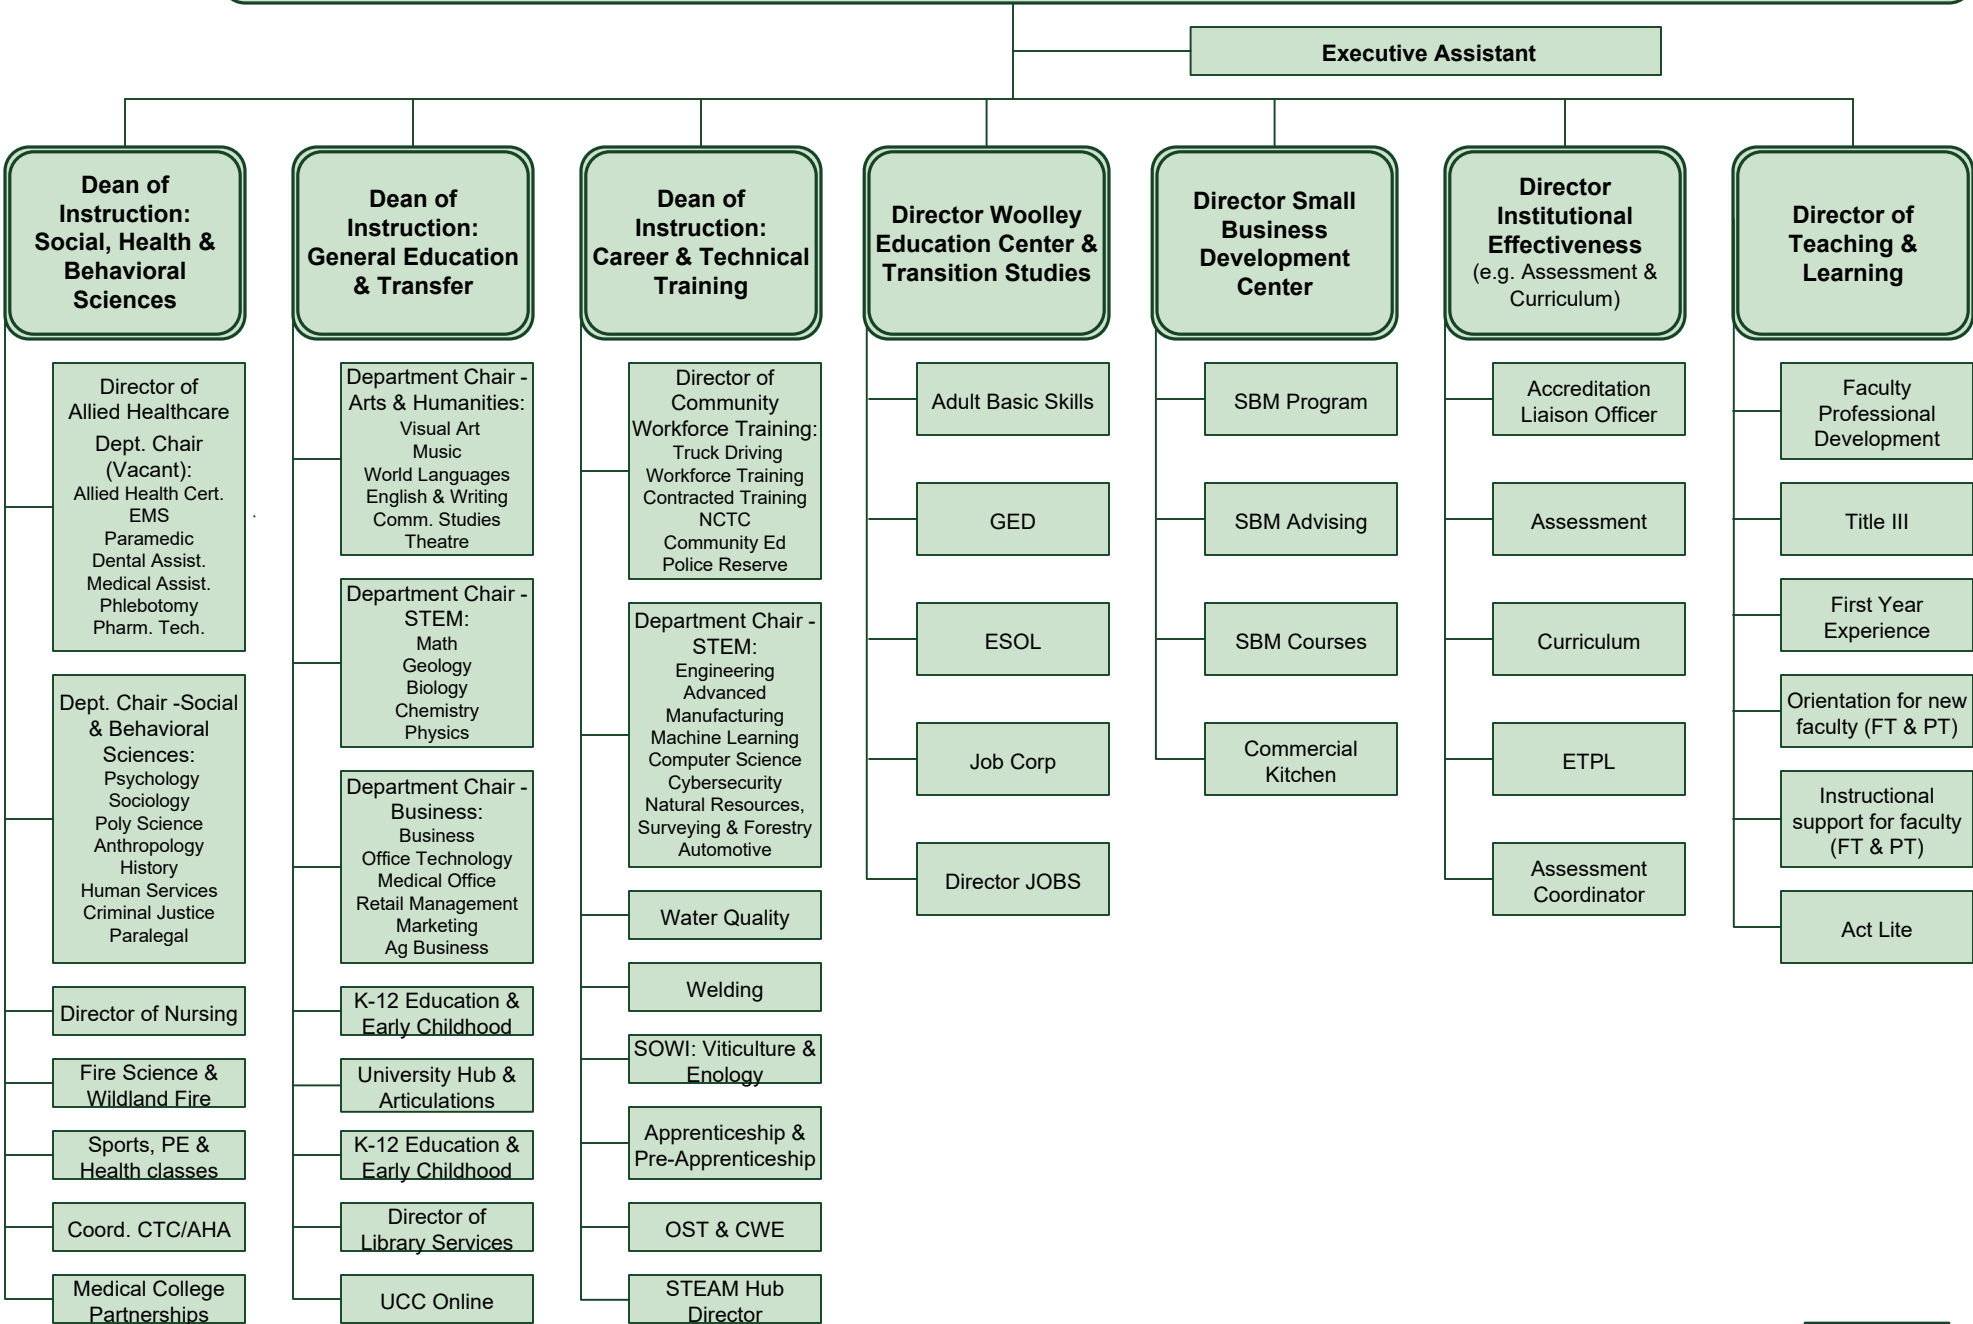 Executive Assistant
Dean of
Instruction:
Social, Health &
Behavioral
Sciences
Director of
Allied Healthcare
Dept. Chair
(Vacant):
Allied Health Cert.
EMS
Paramedic
Dental Assist.
Medical Assist.
Phlebotomy
Pharm. Tech.
Dept. Chair -Social
& Behavioral
Sciences:
Psychology
Sociology
Poly Science
Anthropology
History
Human Services
Criminal Justice
Paralegal
Director of Nursing
Fire Science &
Wildland Fire
Sports, PE &
Health classes
Coord. CTC/AHA
Medical College
Partnerships
Dean of
Instruction:
General Education
& Transfer
Department Chair -
Arts & Humanities:
Visual Art
Music
World Languages
English & Writing
Comm. Studies
Theatre
Department Chair -
STEM:
Math
Geology
Biology
Chemistry
Physics
Department Chair -
Business:
Business
Office Technology
Medical Office
Retail Management
Marketing
Ag Business
K-12 Education &
Early Childhood
University Hub &
Articulations
K-12 Education &
Early Childhood
Director of
Library Services
UCC Online
Dean of
Instruction:
Career & Technical
Training
Director of
Community
Workforce Training:
Truck Driving
Workforce Training
Contracted Training
NCTC
Community Ed
Police Reserve
Department Chair -
STEM:
Engineering
Advanced
Manufacturing
Machine Learning
Computer Science
Cybersecurity
Natural Resources,
Surveying & Forestry
Automotive
Water Quality
Welding
SOWI: Viticulture &
Enology
Apprenticeship &
Pre-Apprenticeship
OST & CWE
STEAM Hub
Director
Director Woolley
Education Center &
Transition Studies
Adult Basic Skills
GED
ESOL
Job Corp
Director JOBS
Director Small
Business
Development
Center
SBM Program
SBM Advising
SBM Courses
Commercial
Kitchen
Director
Institutional
Effectiveness
(e.g. Assessment &
Curriculum)
Accreditation
Liaison Officer
Assessment
Curriculum
ETPL
Assessment
Coordinator
Director of
Teaching &
Learning
Faculty
Professional
Development
Title III
First Year
Experience
Orientation for new
faculty (FT & PT)
Instructional
support for faculty
(FT & PT)
Act Lite